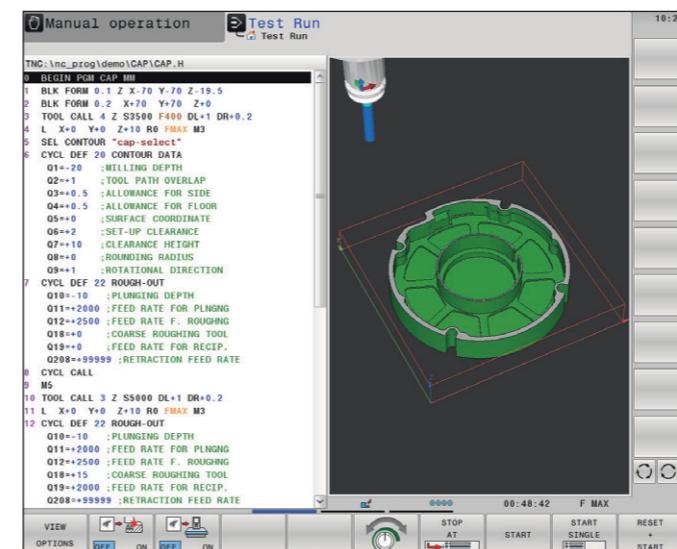 Manual operation
Test Run
Test Run
10:2
TNC:\nc_prog\demo\CAP\CAP.H
0 BEGIN PGM CAP MM
1 BLK FORM 0.1 Z X-70 Y-70 Z-19.5
2 BLK FORM 0.2 X+70 Y+70 Z+0
3 TOOL CALL 4 Z S3500 F400 DL+1 DR+0.2
4 L X+0 Y+0 Z+10 R0 FMAX M3
5 SEL CONTOUR "cap-select"
6 CYCL DEF 20 CONTOUR DATA
Q1=-20 ;MILLING DEPTH
Q2=+1 ;TOOL PATH OVERLAP
Q3=+0.5 ;ALLOWANCE FOR SIDE
Q4=+0.5 ;ALLOWANCE FOR FLOOR
Q5=+0 ;SURFACE COORDINATE
Q6=+2 ;SET-UP CLEARANCE
Q7=+10 ;CLEARANCE HEIGHT
Q8=+0 ;ROUNDING RADIUS
Q9=+1 ;ROTATIONAL DIRECTION
7 CYCL DEF 22 ROUGH-OUT
Q10=-10 ;PLUNGING DEPTH
Q11=+2000 ;FEED RATE FOR PLNGNG
Q12=+2500 ;FEED RATE F. ROUGHNG
Q18=+0 ;COARSE ROUGHING TOOL
Q19=+0 ;FEED RATE FOR RECIP.
Q208=+99999 ;RETRACTION FEED RATE
8 CYCL CALL
9 M5
10 TOOL CALL 3 Z S5000 DL+1 DR+0.2
11 L X+0 Y+0 Z+10 R0 FMAX M3
12 CYCL DEF 22 ROUGH-OUT
Q10=-10 ;PLUNGING DEPTH
Q11=+2000 ;FEED RATE FOR PLNGNG
Q12=+2500 ;FEED RATE F. ROUGHNG
Q18=+15 ;COARSE ROUGHING TOOL
Q19=+2000 ;FEED RATE FOR RECIP.
Q208=+99999 ;RETRACTION FEED RATE
00:48:42 F MAX
VIEW
OPTIONS
OFF ON
OFF ON
STOP
AT
START
START
SINGLE
RESET
+
START